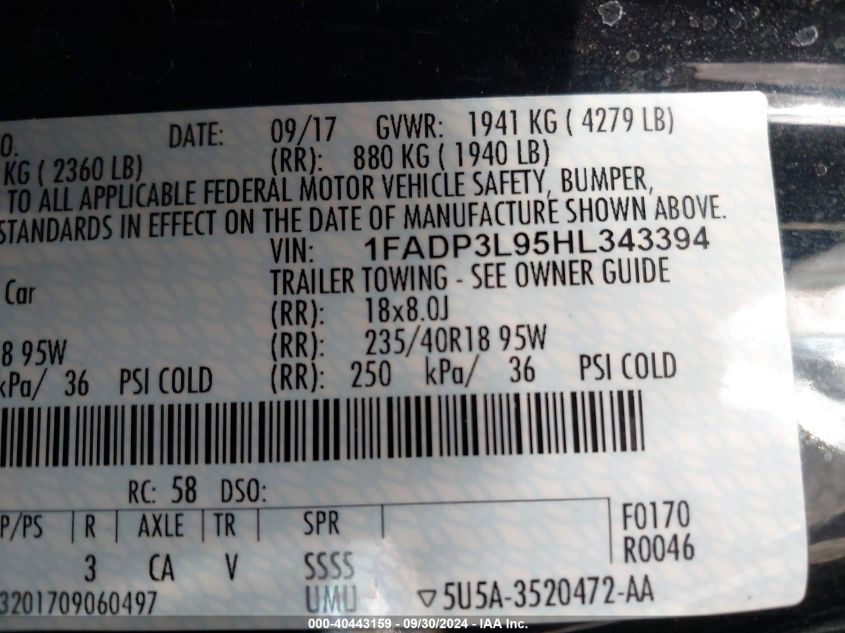 O. DATE: 09/17 GVWR: 1941 KG ( 4279 LB)
KG ( 2360 LB) (RR): 880 KG ( 1940 LB)
TO ALL APPLICABLE FEDERAL MOTOR VEHICLE SAFETY, BUMPER,
STANDARDS IN EFFECT ON THE DATE OF MANUFACTURE SHOWN ABOVE.
VIN: 1FADP3L95HL343394
Car TRAILER TOWING - SEE OWNER GUIDE
(RR): 18x8.0J
8 95W (RR): 235/40R18 95W
kPa/ 36 PSI COLD (RR): 250 kPa/ 36 PSI COLD
RC: 58 DSO:
P/PS R AXLE TR SPR F0170
3 CA V SSSS R0046
3201709060497 UMU ▽5U5A-3520472-AA
000-40443159 - 09/30/2024 - IAA Inc.